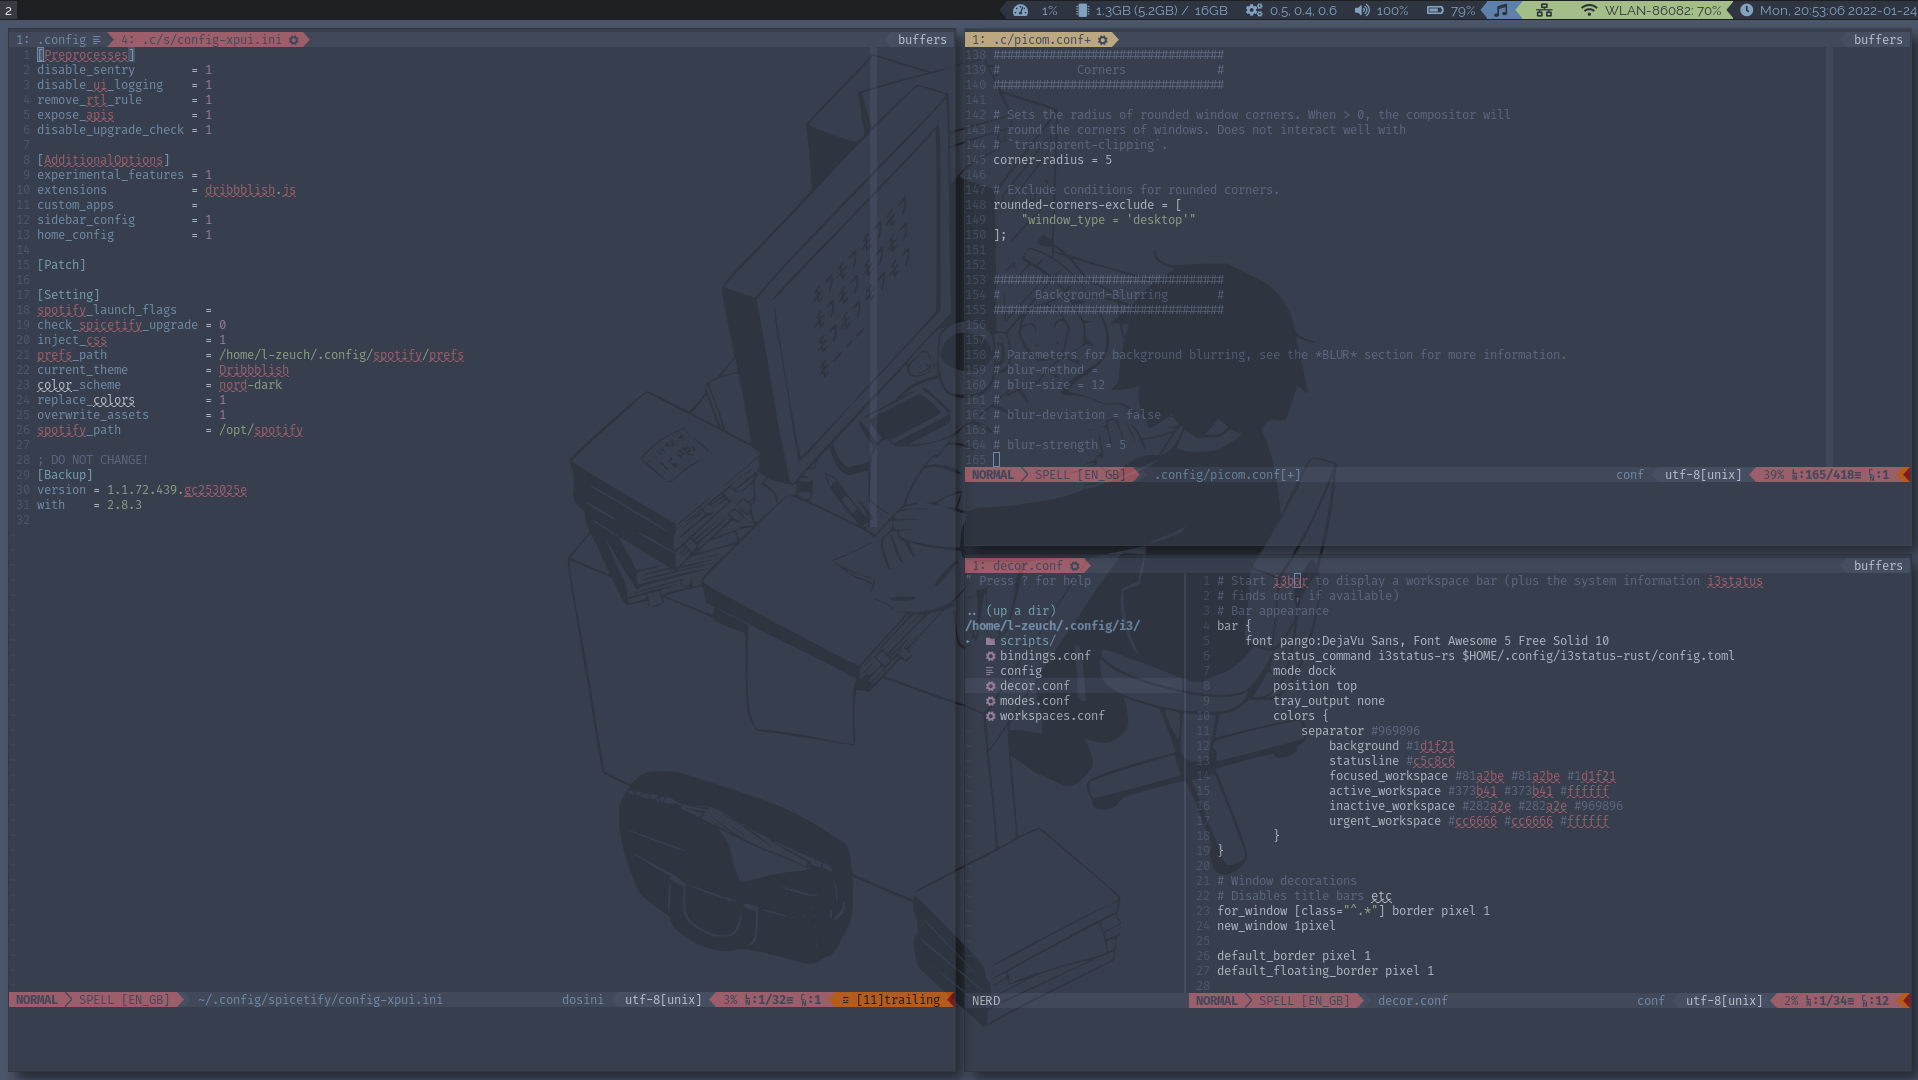 2
1%
1.3GB (5.2GB) / 16GB
0.5, 0.4, 0.6
100%
79%
WLAN-86082: 70%
Mon, 20:53:06 2022-01-24
1: .config
4: .c/s/config-xpui.ini
buffers
1 [Preprocesses]
2 disable_sentry = 1
3 disable_ui_logging = 1
4 remove_rtl_rule = 1
5 expose_apis = 1
6 disable_upgrade_check = 1
7
8 [AdditionalOptions]
9 experimental_features = 1
10 extensions = dribbblish.js
11 custom_apps =
12 sidebar_config = 1
13 home_config = 1
14
15 [Patch]
16
17 [Setting]
18 spotify_launch_flags =
19 check_spicetify_upgrade = 0
20 inject_css = 1
21 prefs_path = /home/l-zeuch/.config/spotify/prefs
22 current_theme = Dribbblish
23 color_scheme = nord-dark
24 replace_colors = 1
25 overwrite_assets = 1
26 spotify_path = /opt/spotify
27
28 ; DO NOT CHANGE!
29 [Backup]
30 version = 1.1.72.439.gc253025e
31 with = 2.8.3
32
NORMAL SPELL [EN_GB] ~/.config/spicetify/config-xpui.ini dosini utf-8[unix] 3% ㏑:1/32≡ ℅:1 Ξ [11]trailing
1: .c/picom.conf+
buffers
138 #################################
139 # Corners #
140 #################################
141
142 # Sets the radius of rounded window corners. When > 0, the compositor will
143 # round the corners of windows. Does not interact well with
144 # `transparent-clipping`.
145 corner-radius = 5
146
147 # Exclude conditions for rounded corners.
148 rounded-corners-exclude = [
149 "window_type = 'desktop'"
150 ];
151
152
153 #################################
154 # Background-Blurring #
155 #################################
156
157
158 # Parameters for background blurring, see the *BLUR* section for more information.
159 # blur-method =
160 # blur-size = 12
161 #
162 # blur-deviation = false
163 #
164 # blur-strength = 5
165
NORMAL SPELL [EN_GB] .config/picom.conf[+] conf utf-8[unix] 39% ㏑:165/418≡ ℅:1
1: decor.conf
buffers
" Press ? for help
.. (up a dir)
/home/l-zeuch/.config/i3/
scripts/
bindings.conf
config
decor.conf
modes.conf
workspaces.conf
NERD
1 # Start i3bar to display a workspace bar (plus the system information i3status
2 # finds out, if available)
3 # Bar appearance
4 bar {
5 font pango:DejaVu Sans, Font Awesome 5 Free Solid 10
6 status_command i3status-rs $HOME/.config/i3status-rust/config.toml
7 mode dock
8 position top
9 tray_output none
10 colors {
11 separator #969896
12 background #1d1f21
13 statusline #c5c8c6
14 focused_workspace #81a2be #81a2be #1d1f21
15 active_workspace #373b41 #373b41 #ffffff
16 inactive_workspace #282a2e #282a2e #969896
17 urgent_workspace #cc6666 #cc6666 #ffffff
18 }
19 }
20
21 # Window decorations
22 # Disables title bars etc
23 for_window [class="^.*"] border pixel 1
24 new_window 1pixel
25
26 default_border pixel 1
27 default_floating_border pixel 1
28
NORMAL SPELL [EN_GB] decor.conf conf utf-8[unix] 2% ㏑:1/34≡ ℅:12